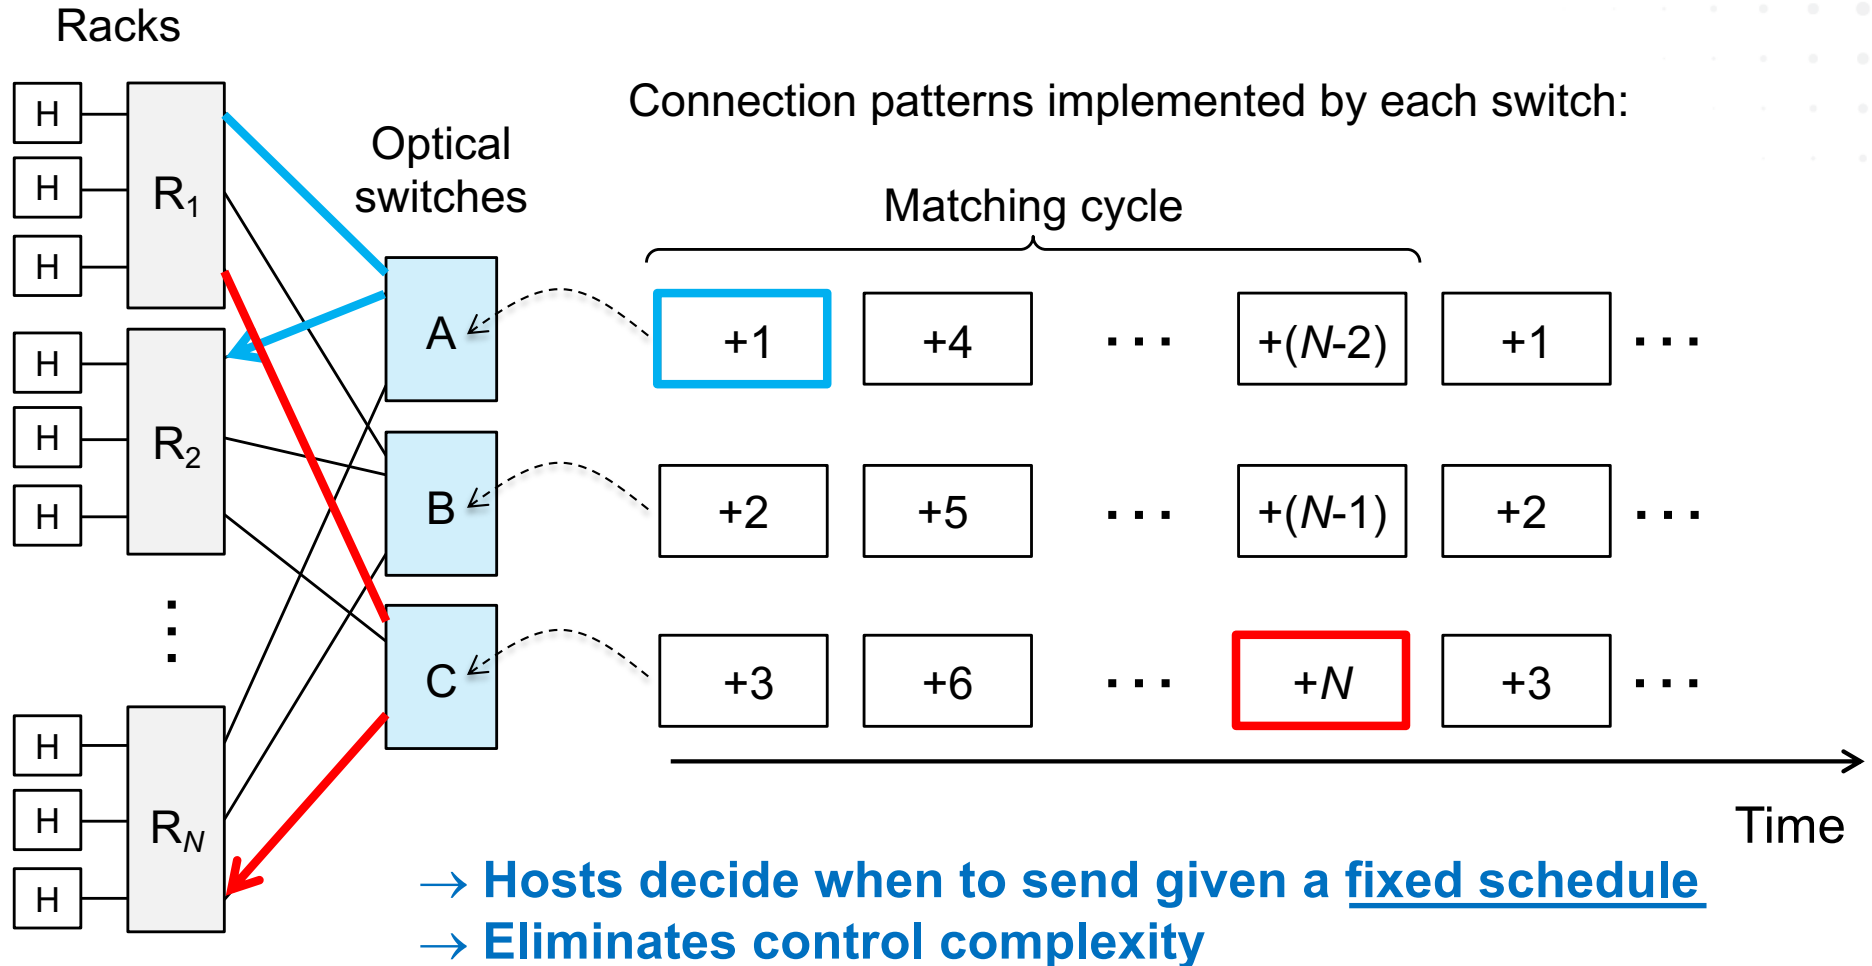 Racks
Connection patterns implemented by each switch:
Optical
switches
Matching cycle
H
H
H
R1
H
H
H
R2
⋮
H
H
H
RN
A
+1
+4
...
+(N-2)
+1
...
B
+2
+5
...
+(N-1)
+2
...
C
+3
+6
...
+N
+3
...
Time
→ Hosts decide when to send given a fixed schedule
→ Eliminates control complexity